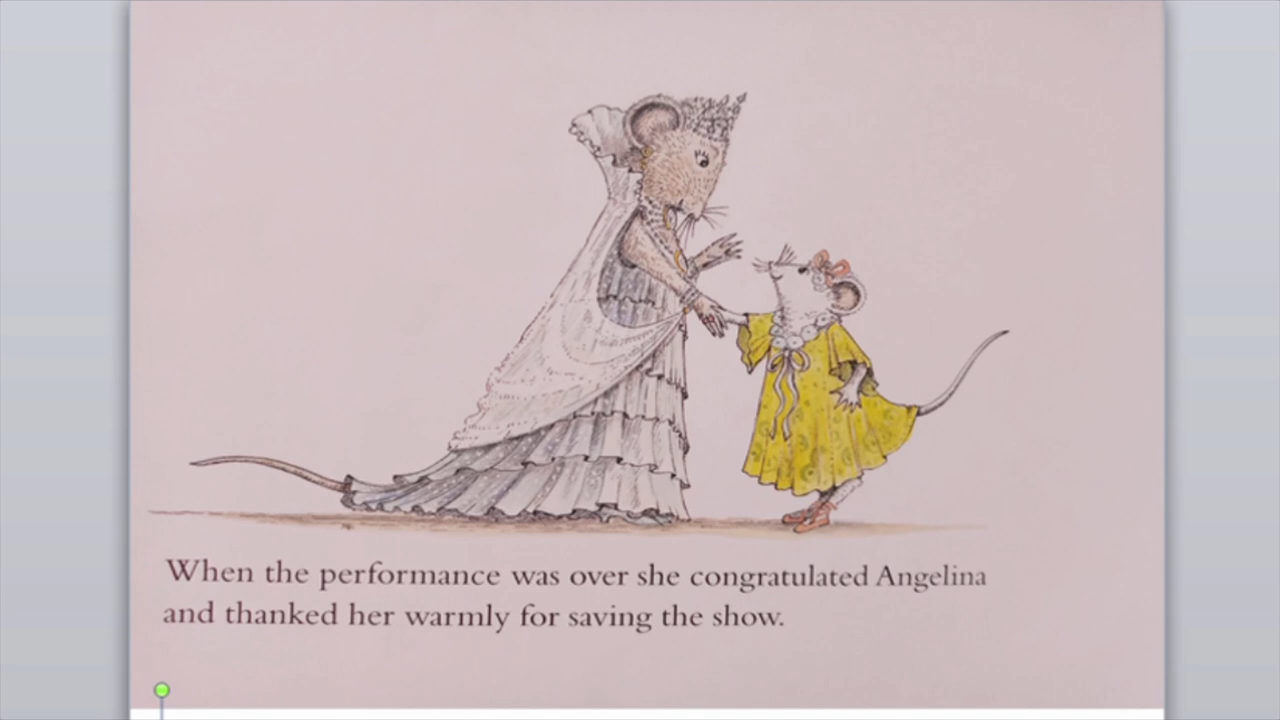 When the performance was over she congratulated Angelina
and thanked her warmly for saving the show.